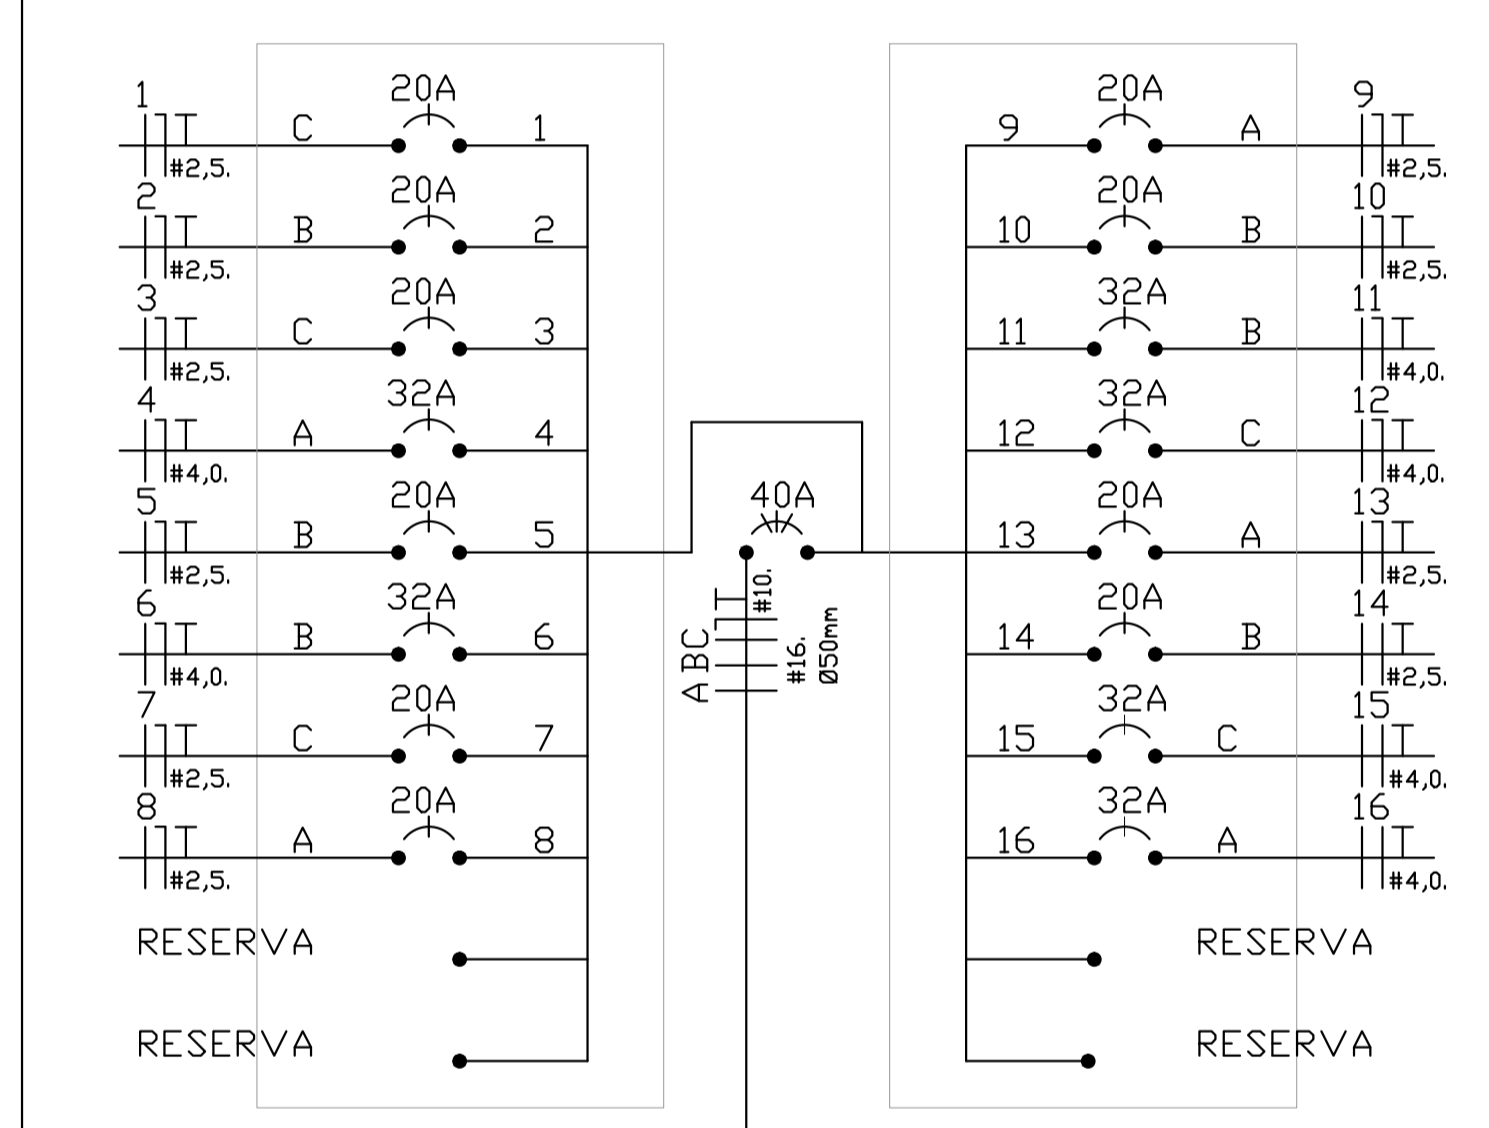 20A
1
C
1
#2,5.
20A
2
B
2
#2,5.
20A
3
C
3
#2,5.
32A
4
A
4
#4,0.
20A
5
B
5
#2,5.
32A
6
B
6
#4,0.
20A
7
C
7
#2,5.
20A
8
A
8
#2,5.
RESERVA
RESERVA
40A
T
#10.
A BC
#16.
Ø50mm
20A
9
A
9
T
#2,5.
20A
10
B
10
T
#2,5.
32A
11
B
11
T
#4,0.
32A
12
C
12
T
#4,0.
20A
13
A
13
T
#2,5.
20A
14
B
14
T
#2,5.
32A
15
C
15
T
#4,0.
32A
16
A
16
T
#4,0.
RESERVA
RESERVA